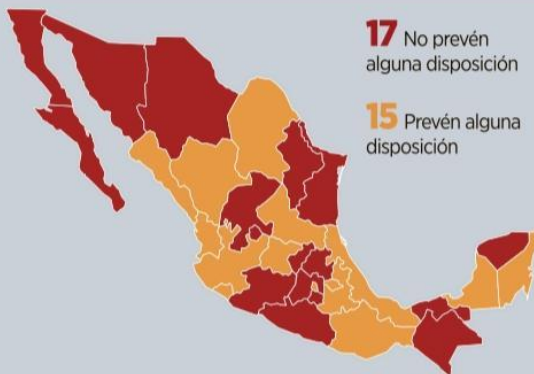 17 No prevén
alguna disposición
15 Prevén alguna
disposición